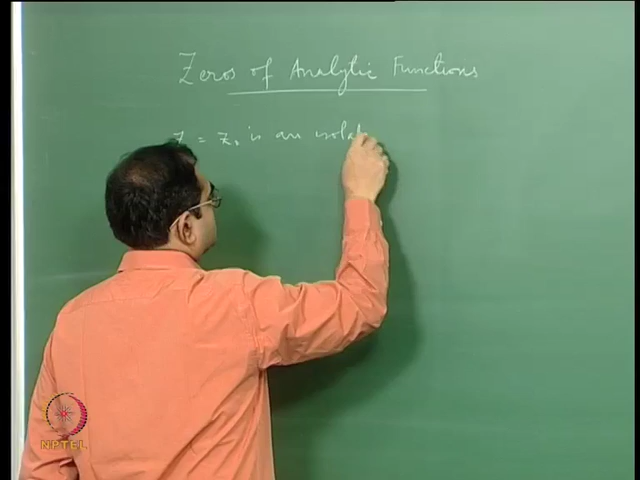 Zeros of Analytic Functions
z = z₀ is an isolat
NPTEL